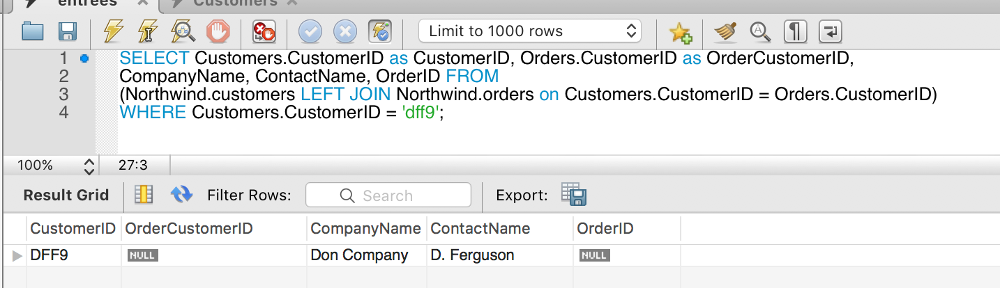 entrees Customers
Limit to 1000 rows
1 SELECT Customers.CustomerID as CustomerID, Orders.CustomerID as OrderCustomerID,
2 CompanyName, ContactName, OrderID FROM
3 (Northwind.customers LEFT JOIN Northwind.orders on Customers.CustomerID = Orders.CustomerID)
4 WHERE Customers.CustomerID = 'dff9';
100% 27:3
Result Grid Filter Rows: Search Export:
CustomerID OrderCustomerID CompanyName ContactName OrderID
DFF9 NULL Don Company D. Ferguson NULL